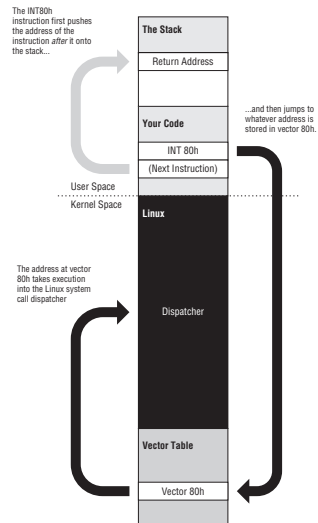 The INT80h
instruction first pushes
the address of the
instruction after it onto
the stack...
The Stack
Return Address
...and then jumps to
whatever address is
stored in vector 80h.
Your Code
INT 80h
(Next Instruction)
User Space
Kernel Space
Linux
The address at vector
80h takes execution
into the Linux system
call dispatcher
Dispatcher
Vector Table
Vector 80h